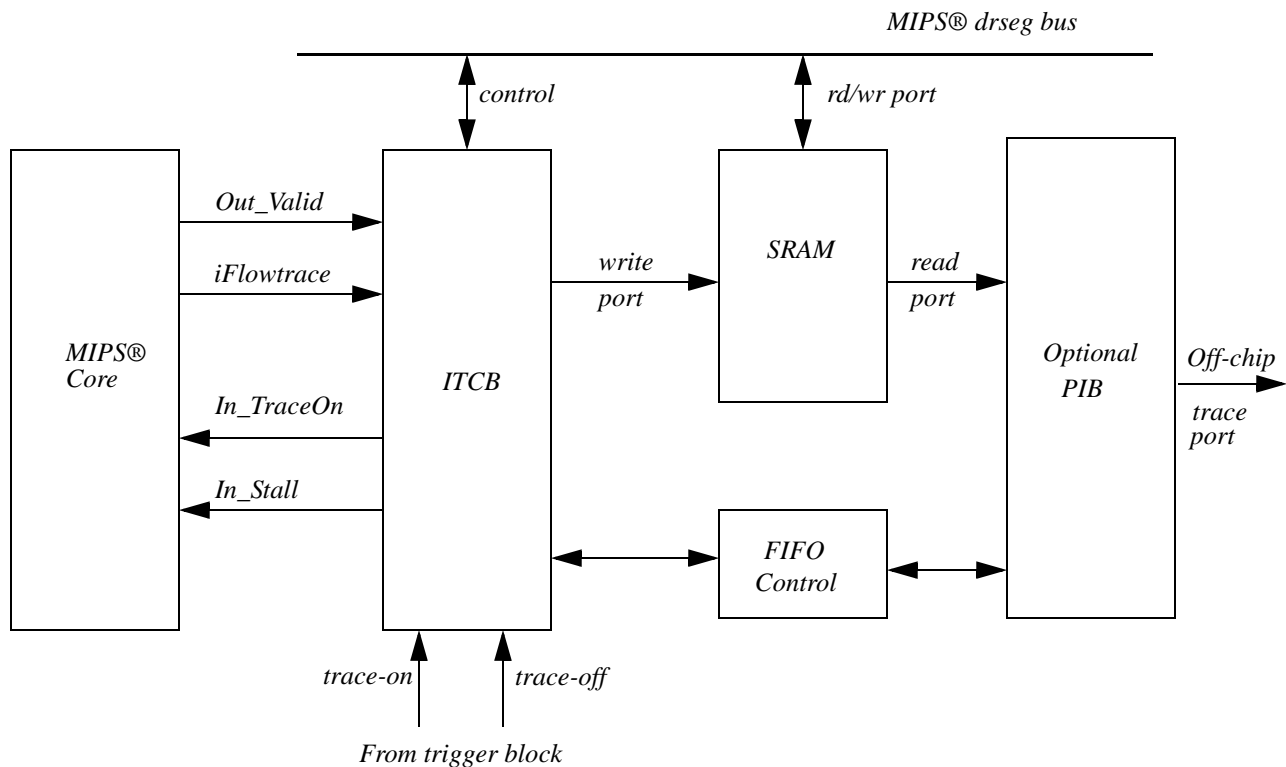 MIPS® drseg bus
control
rd/wr port
Out_Valid
iFlowtrace
MIPS®
Core
In_TraceOn
In_Stall
ITCB
write
port
SRAM
read
port
Optional
PIB
Off-chip
trace
port
FIFO
Control
trace-on
trace-off
From trigger block